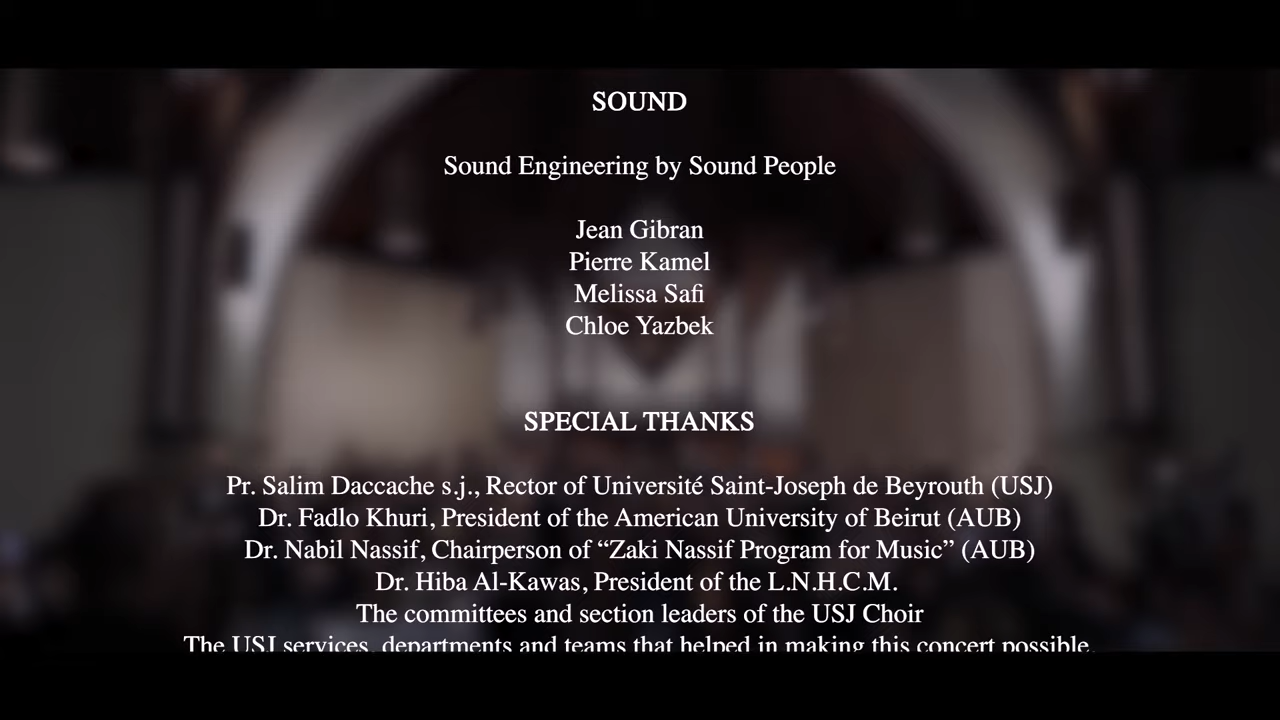 SOUND
Sound Engineering by Sound People
Jean Gibran
Pierre Kamel
Melissa Safi
Chloe Yazbek
SPECIAL THANKS
Pr. Salim Daccache s.j., Rector of Université Saint-Joseph de Beyrouth (USJ)
Dr. Fadlo Khuri, President of the American University of Beirut (AUB)
Dr. Nabil Nassif, Chairperson of “Zaki Nassif Program for Music” (AUB)
Dr. Hiba Al-Kawas, President of the L.N.H.C.M.
The committees and section leaders of the USJ Choir
The USJ services, departments and teams that helped in making this concert possible.